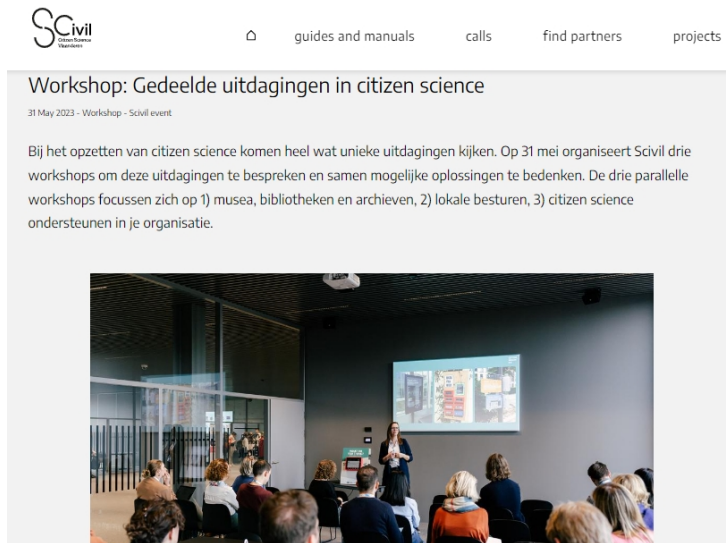 SCivil
Citizen Science
Vlaanderen
guides and manuals
calls
find partners
projects
Workshop: Gedeelde uitdagingen in citizen science
31 May 2023 - Workshop - Scivil event
Bij het opzetten van citizen science komen heel wat unieke uitdagingen kijken. Op 31 mei organiseert Scivil drie
workshops om deze uitdagingen te bespreken en samen mogelijke oplossingen te bedenken. De drie parallelle
workshops focussen zich op 1) musea, bibliotheken en archieven, 2) lokale besturen, 3) citizen science
ondersteunen in je organisatie.